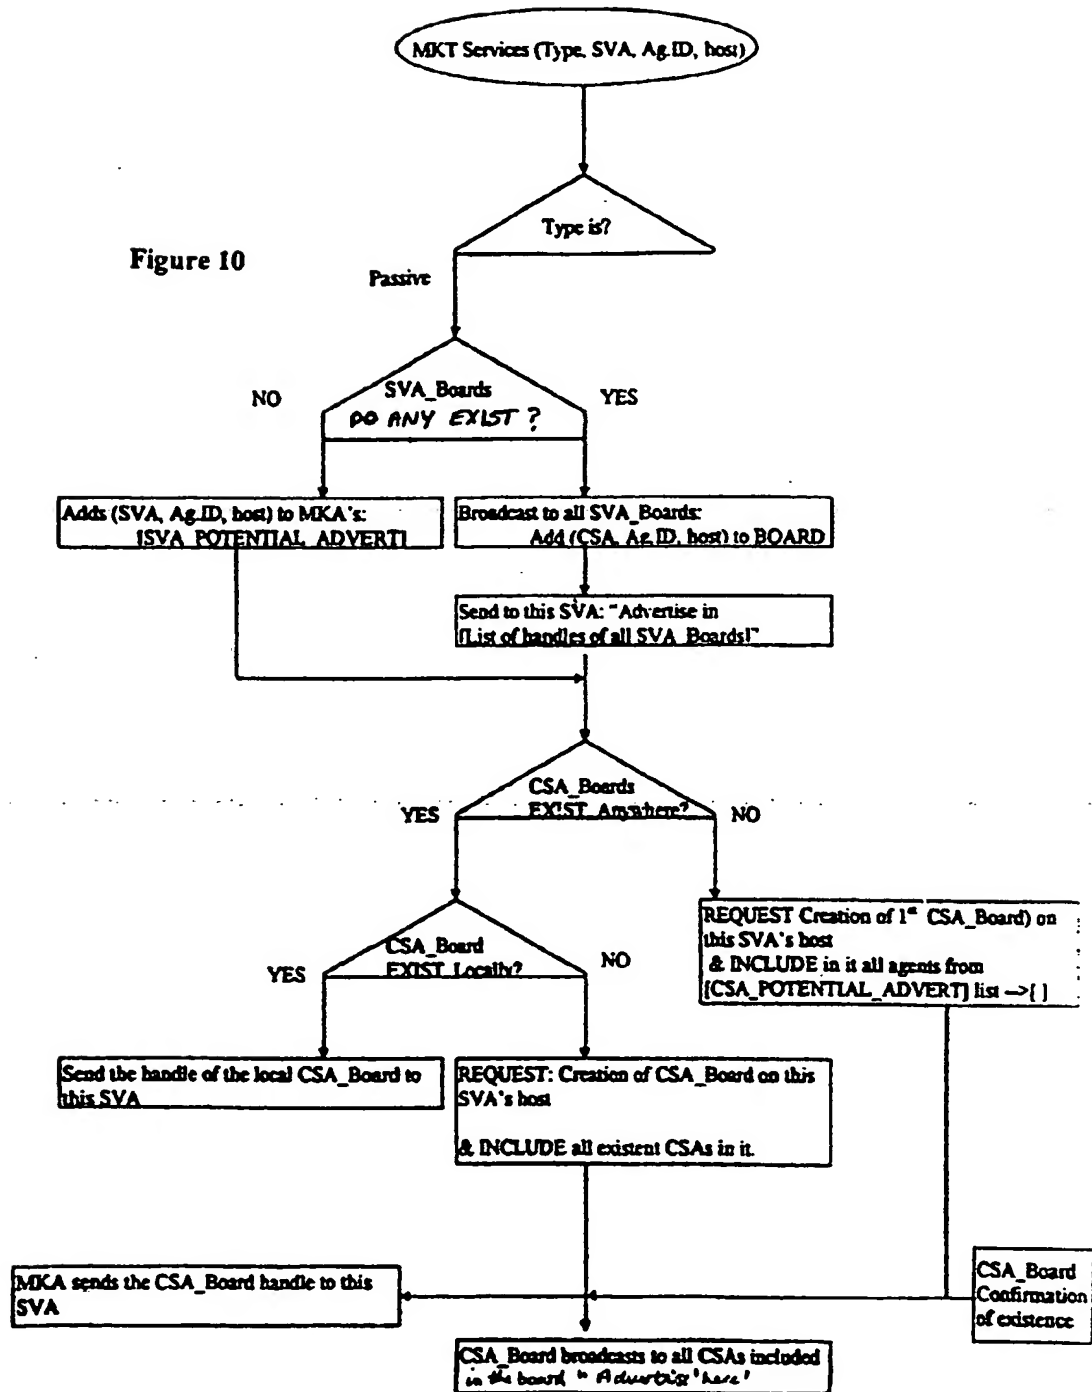 MKT Services (Type, SVA, Ag.ID, host)
Type is?
Figure 10
Passive
SVA_Boards
DO ANY EXIST ?
NO
YES
Adds (SVA, Ag.ID, host) to MKA's:
[SVA_POTENTIAL_ADVERT]
Broadcast to all SVA_Boards:
Add (CSA, Ag.ID, host) to BOARD
Send to this SVA: "Advertise in
[List of handles of all SVA_Boards]"
CSA_Boards
EXIST_Anywhere?
YES
NO
CSA_Board
EXIST_Locally?
YES
NO
REQUEST Creation of 1st CSA_Board) on
this SVA's host
& INCLUDE in it all agents from
[CSA_POTENTIAL_ADVERT] list -->[ ]
Send the handle of the local CSA_Board to
this SVA
REQUEST: Creation of CSA_Board on this
SVA's host
& INCLUDE all existent CSAs in it.
MKA sends the CSA_Board handle to this
SVA
CSA_Board
Confirmation
of existence
CSA_Board broadcasts to all CSAs included
in the board " Advertise 'here'